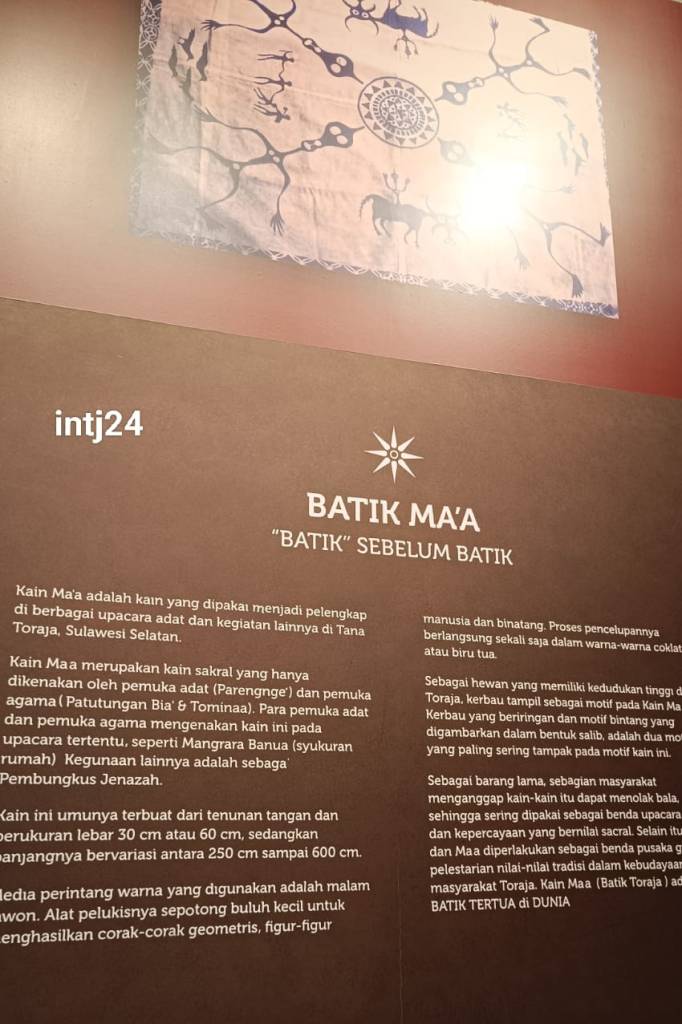 intj24
BATIK MA'A
"BATIK" SEBELUM BATIK
Kain Ma'a adalah kain yang dipakai menjadi pelengkap
di berbagai upacara adat dan kegiatan lainnya di Tana
Toraja, Sulawesi Selatan.
Kain Maa merupakan kain sakral yang hanya
dikenakan oleh pemuka adat (Parengnge') dan pemuka
agama ( Patutungan Bia' & Tominaa). Para pemuka adat
dan pemuka agama mengenakan kain ini pada
upacara tertentu, seperti Mangrara Banua (syukuran
rumah) Kegunaan lainnya adalah sebaga'
Pembungkus Jenazah.
Kain ini umunya terbuat dari tenunan tangan dan
berukuran lebar 30 cm atau 60 cm, sedangkan
panjangnya bervariasi antara 250 cm sampai 600 cm.
Media perintang warna yang digunakan adalah malam
awon. Alat pelukisnya sepotong buluh kecil untuk
menghasilkan corak-corak geometris, figur-figur
manusia dan binatang. Proses pencelupannya
berlangsung sekali saja dalam warna-warna coklat
atau biru tua.
Sebagai hewan yang memiliki kedudukan tinggi d
Toraja, kerbau tampil sebagai motif pada Kain Ma
Kerbau yang beriringan dan motif bintang yang
digambarkan dalam bentuk salib, adalah dua mo
yang paling sering tampak pada motif kain ini.
Sebagai barang lama, sebagian masyarakat
menganggap kain-kain itu dapat menolak bala,
sehingga sering dipakai sebagai benda upacara
dan kepercayaan yang bernilai sacral. Selain itu
dan Maa diperlakukan sebagai benda pusaka g
pelestarian nilai-nilai tradisi dalam kebudayaan
masyarakat Toraja. Kain Maa (Batik Toraja ) ad
BATIK TERTUA di DUNIA